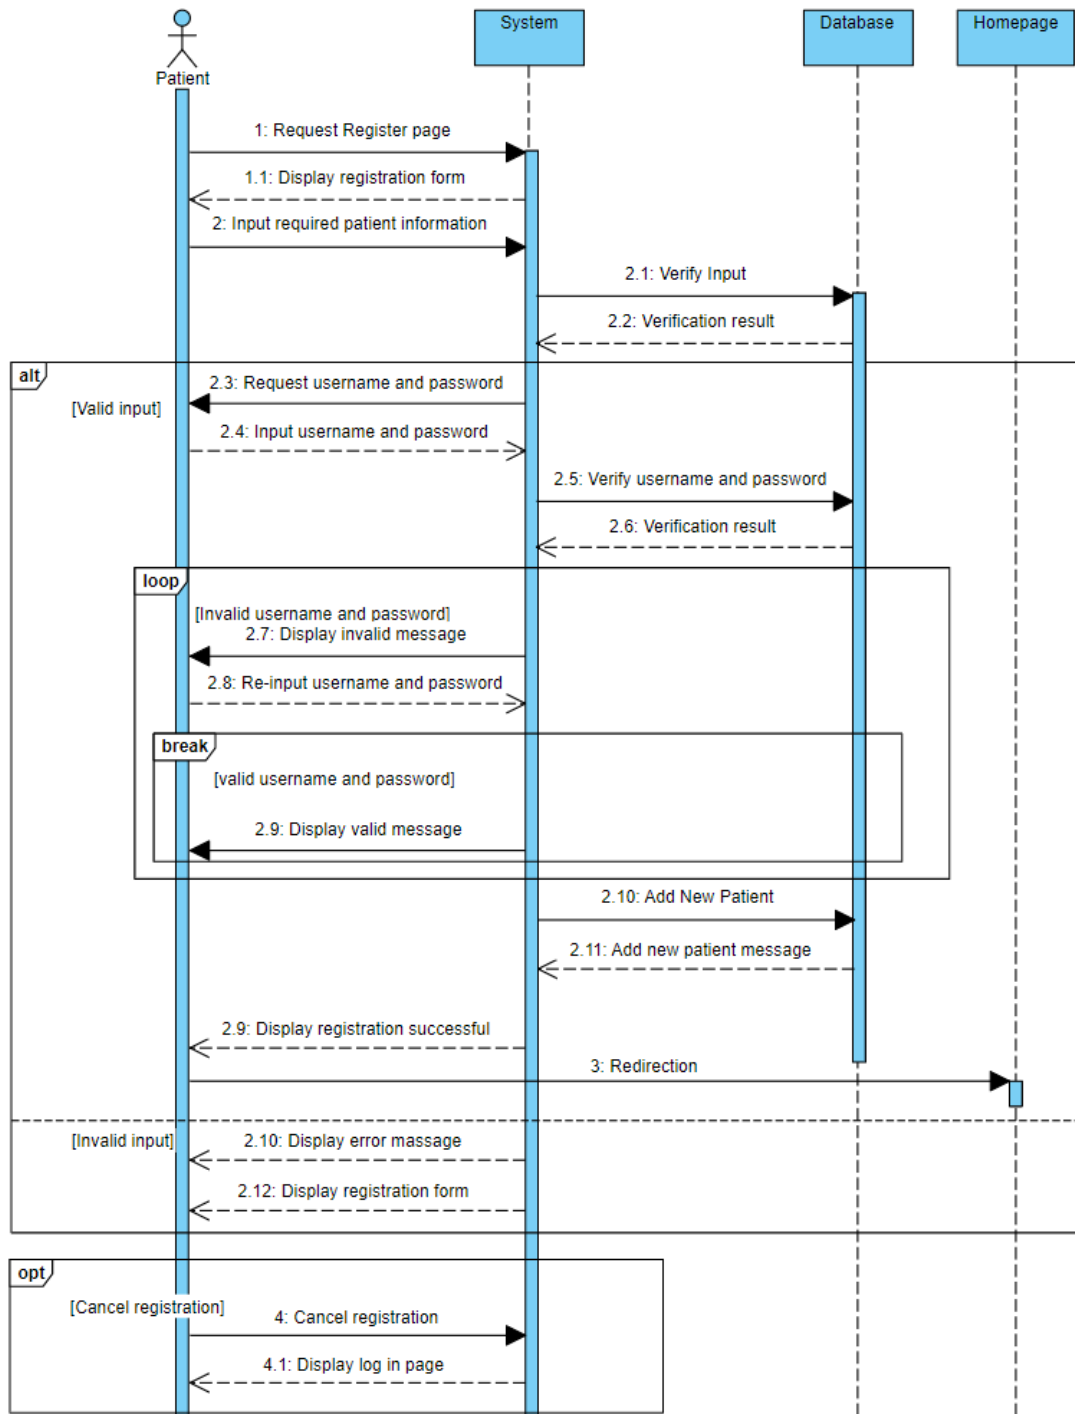 System
Database
Homepage
Patient
1: Request Register page
1.1: Display registration form
2: Input required patient information
2.1: Verify Input
2.2: Verification result
alt
2.3: Request username and password
[Valid input]
2.4: Input username and password
2.5: Verify username and password
2.6: Verification result
loop
[Invalid username and password]
2.7: Display invalid message
2.8: Re-input username and password
break
[valid username and password]
2.9: Display valid message
2.10: Add New Patient
2.11: Add new patient message
2.9: Display registration successful
3: Redirection
[Invalid input]
2.10: Display error massage
2.12: Display registration form
opt
[Cancel registration]
4: Cancel registration
4.1: Display log in page